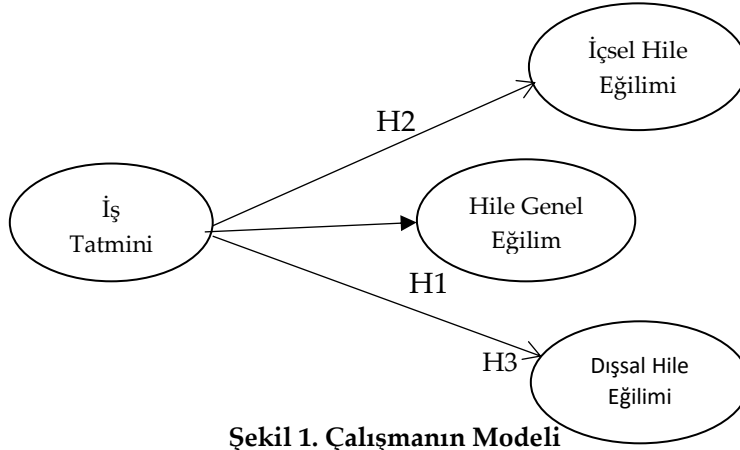 İçsel Hile
Eğilimi
H2
İş
Tatmini
Hile Genel
Eğilim
H1
H3
Dışsal Hile
Eğilimi
Şekil 1. Çalışmanın Modeli